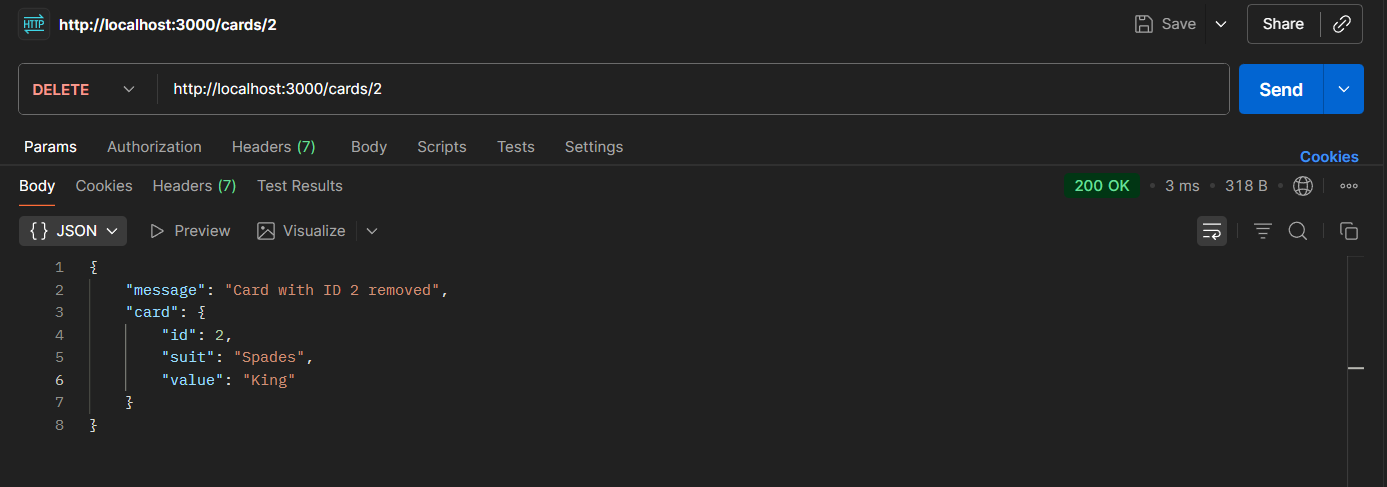 HTTP http://localhost:3000/cards/2 Save Share
DELETE http://localhost:3000/cards/2 Send
Params Authorization Headers (7) Body Scripts Tests Settings Cookies
Body Cookies Headers (7) Test Results 200 OK • 3 ms • 318 B •
{} JSON Preview Visualize
1 {
2 "message": "Card with ID 2 removed",
3 "card": {
4 "id": 2,
5 "suit": "Spades",
6 "value": "King"
7 }
8 }